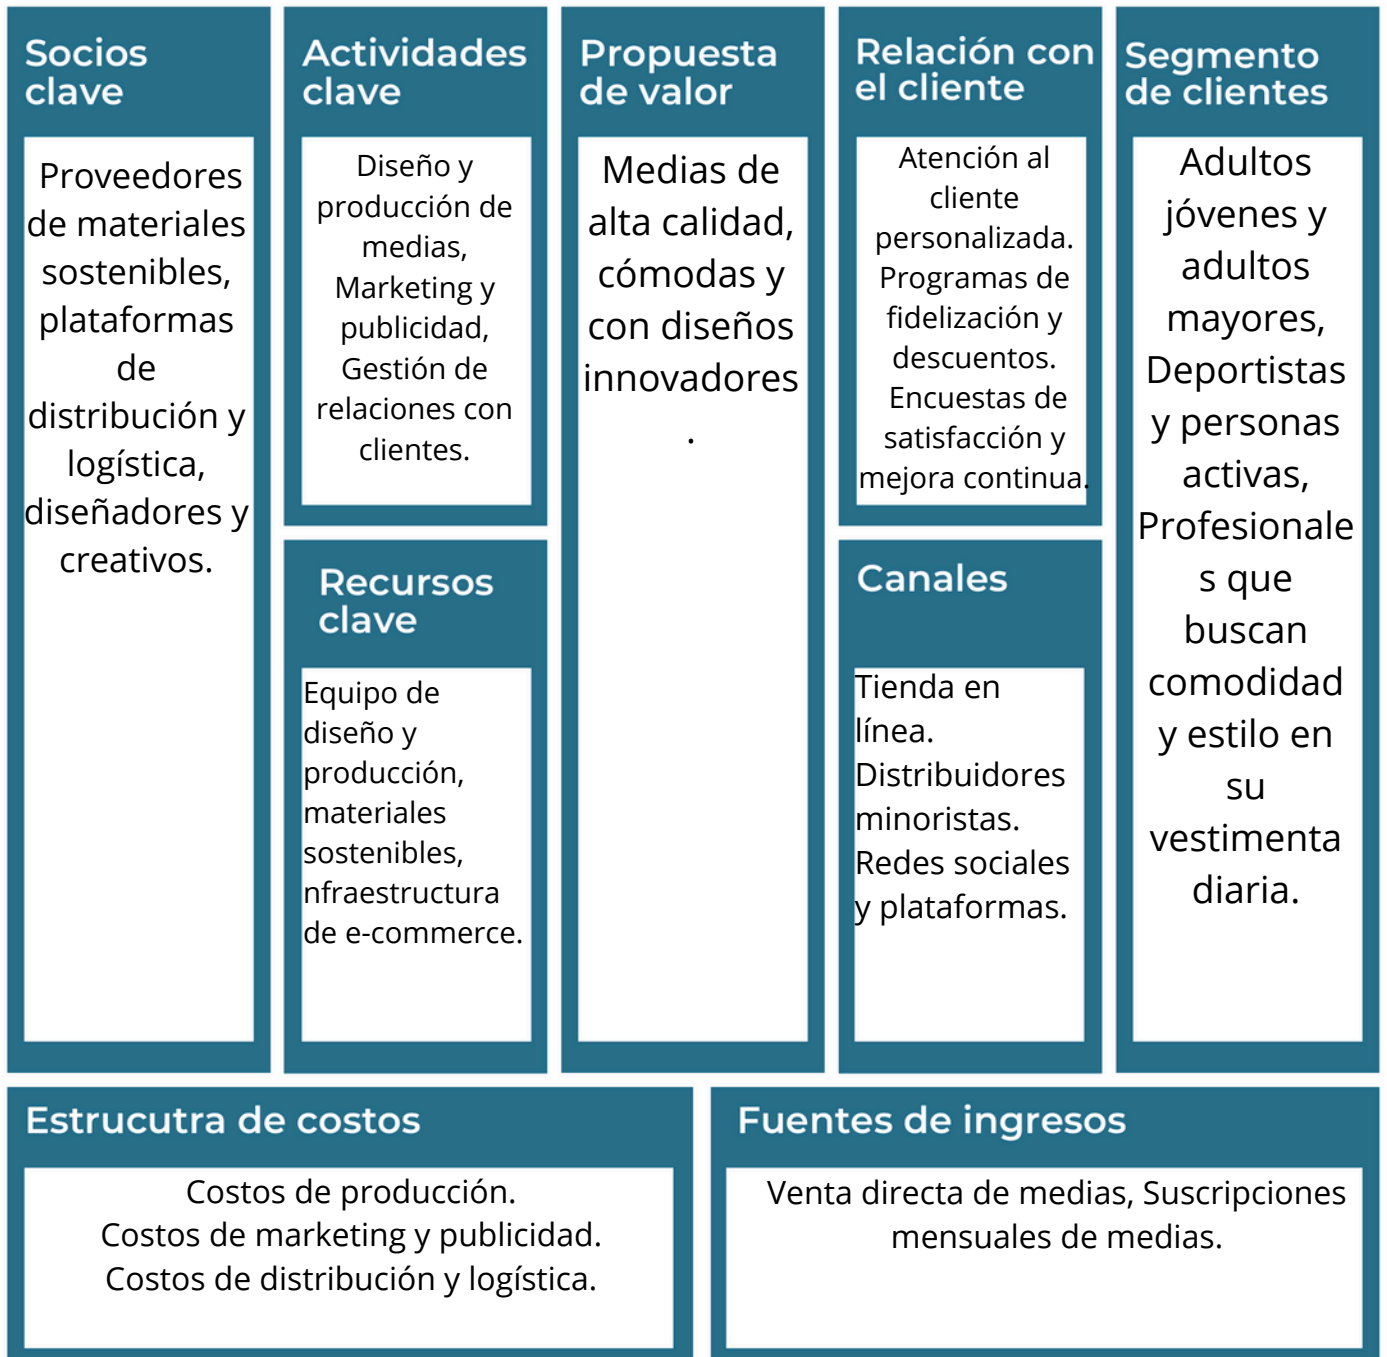 Socios
clave
Proveedores
de materiales
sostenibles,
plataformas
de
distribución y
logística,
diseñadores y
creativos.
Actividades
clave
Diseño y
producción de
medias,
Marketing y
publicidad,
Gestión de
relaciones con
clientes.
Recursos
clave
Equipo de
diseño y
producción,
materiales
sostenibles,
nfraestructura
de e-commerce.
Propuesta
de valor
Medias de
alta calidad,
cómodas y
con diseños
innovadores
.
Relación con
el cliente
Atención al
cliente
personalizada.
Programas de
fidelización y
descuentos.
Encuestas de
satisfacción y
mejora continua.
Canales
Tienda en
línea.
Distribuidores
minoristas.
Redes sociales
y plataformas.
Segmento
de clientes
Adultos
jóvenes y
adultos
mayores,
Deportistas
y personas
activas,
Profesionale
s que
buscan
comodidad
y estilo en
su
vestimenta
diaria.
Estrucutra de costos
Costos de producción.
Costos de marketing y publicidad.
Costos de distribución y logística.
Fuentes de ingresos
Venta directa de medias, Suscripciones
mensuales de medias.